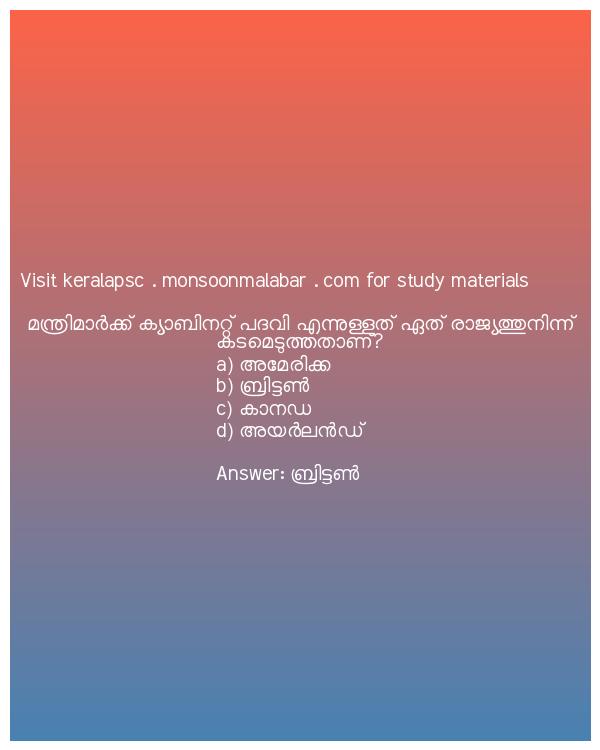 Visit keralapsc . monsoonmalabar . com for study materials
മന്ത്രിമാർക്ക് ക്യാബിനറ്റ് പദവി എന്നുള്ളത് ഏത് രാജ്യത്തുനിന്ന്
കടമെടുത്തതാണ്?
a) അമേരിക്ക
b) ബ്രിട്ടൺ
c) കാനഡ
d) അയർലൻഡ്
Answer: ബ്രിട്ടൺ